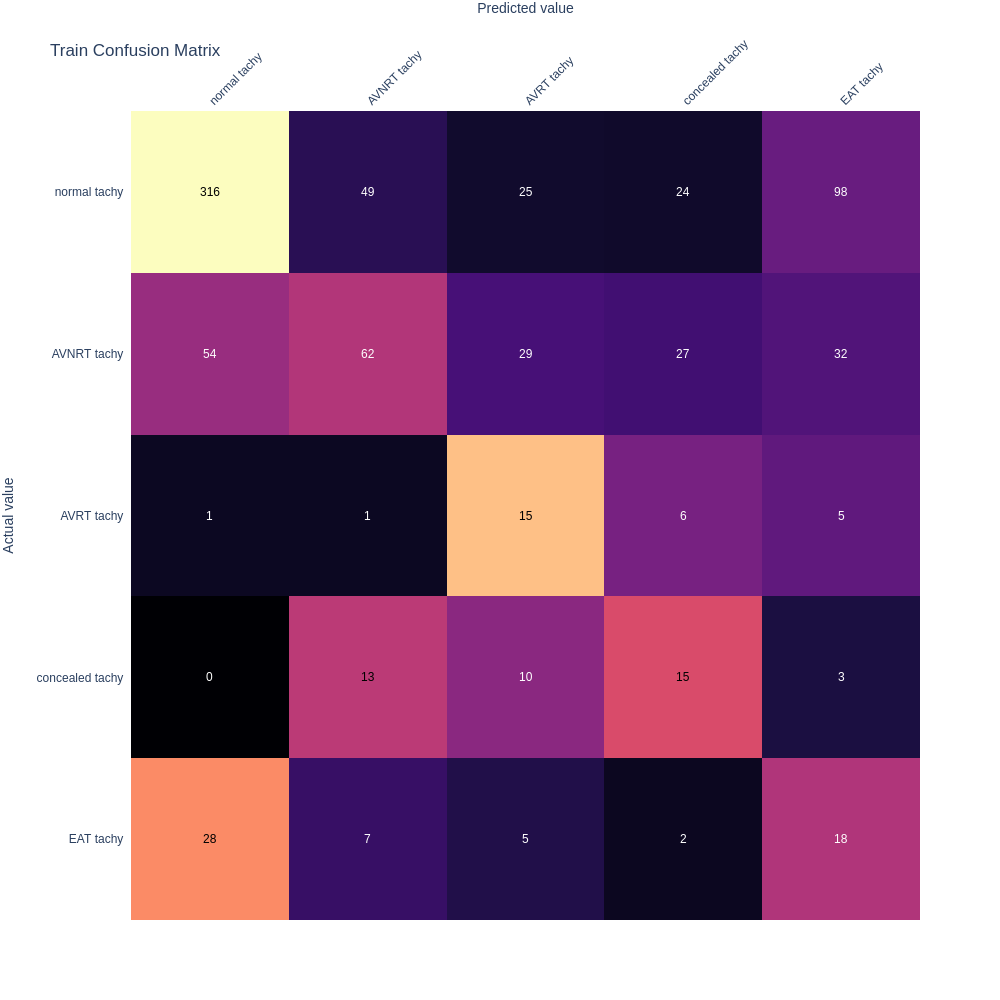 Predicted value
Train Confusion Matrix
normal tachy AVNRT tachy AVRT tachy concealed tachy EAT tachy
normal tachy 316 49 25 24 98
AVNRT tachy 54 62 29 27 32
AVRT tachy 1 1 15 6 5
Actual value
concealed tachy 0 13 10 15 3
EAT tachy 28 7 5 2 18